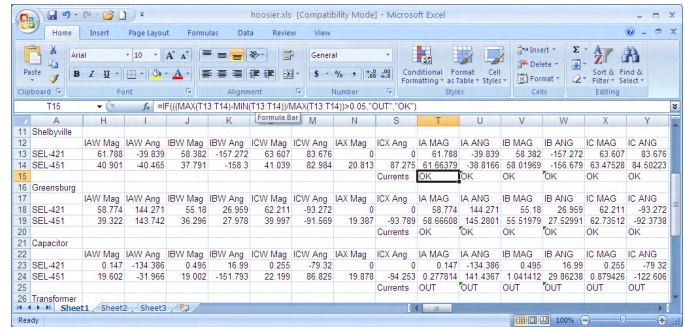 hoosier.xls [Compatibility Mode] - Microsoft Excel
Home Insert Page Layout Formulas Data Review View
Paste
Arial 10 A A
B I U A
General
$ % , .0 .00 .00 .0
Conditional Formatting Format as Table Cell Styles
Insert
Delete
Format
Σ
Sort & Filter Find & Select
Clipboard Font Alignment Number Styles Cells Editing
T15 fx =IF(((MAX(T13:T14)-MIN(T13:T14))/MAX(T13:T14))>0.05,"OUT","OK")
Formula Bar
A H I J K M N O S T U V W X Y
11 Shelbyville
12 IAW Mag IAW Ang IBW Mag IBW Ang ICW Mag ICW Ang IAX Mag ICX Ang IA MAG IA ANG IB MAG IB ANG IC MAG IC ANG
13 SEL-421 61.788 -39.839 58.382 -157.272 63.607 83.676 0 0 61.788 -39.839 58.382 -157.272 63.607 83.676
14 SEL-451 40.901 -40.465 37.791 -158.3 41.039 82.984 20.813 87.275 61.66379 -38.8166 58.01969 -156.679 63.47528 84.50223
15 Currents OK OK OK OK OK OK
16 Greensburg
17 IAW Mag IAW Ang IBW Mag IBW Ang ICW Mag ICW Ang IAX Mag ICX Ang IA MAG IA ANG IB MAG IB ANG IC MAG IC ANG
18 SEL-421 58.774 144.271 55.18 26.959 62.211 -93.272 0 0 58.774 144.271 55.18 26.959 62.211 -93.272
19 SEL-451 39.322 143.742 36.296 27.978 39.997 -91.569 19.387 -93.789 58.66608 145.2801 55.51979 27.52991 62.73512 -92.3738
20 Currents OK OK OK OK OK OK
21 Capacitor
22 IAW Mag IAW Ang IBW Mag IBW Ang ICW Mag ICW Ang IAX Mag ICX Ang IA MAG IA ANG IB MAG IB ANG IC MAG IC ANG
23 SEL-421 0.147 -134.386 0.495 16.99 0.255 -79.32 0 0 0.147 -134.386 0.495 16.99 0.255 -79.32
24 SEL-451 19.602 -31.966 19.002 -151.793 22.199 86.825 19.878 -94.253 0.277814 141.4367 1.041412 29.86238 0.879426 -122.606
25 Currents OUT OUT OUT OUT OUT OUT
26 Transformer
Sheet1 Sheet2 Sheet3
Ready 100%